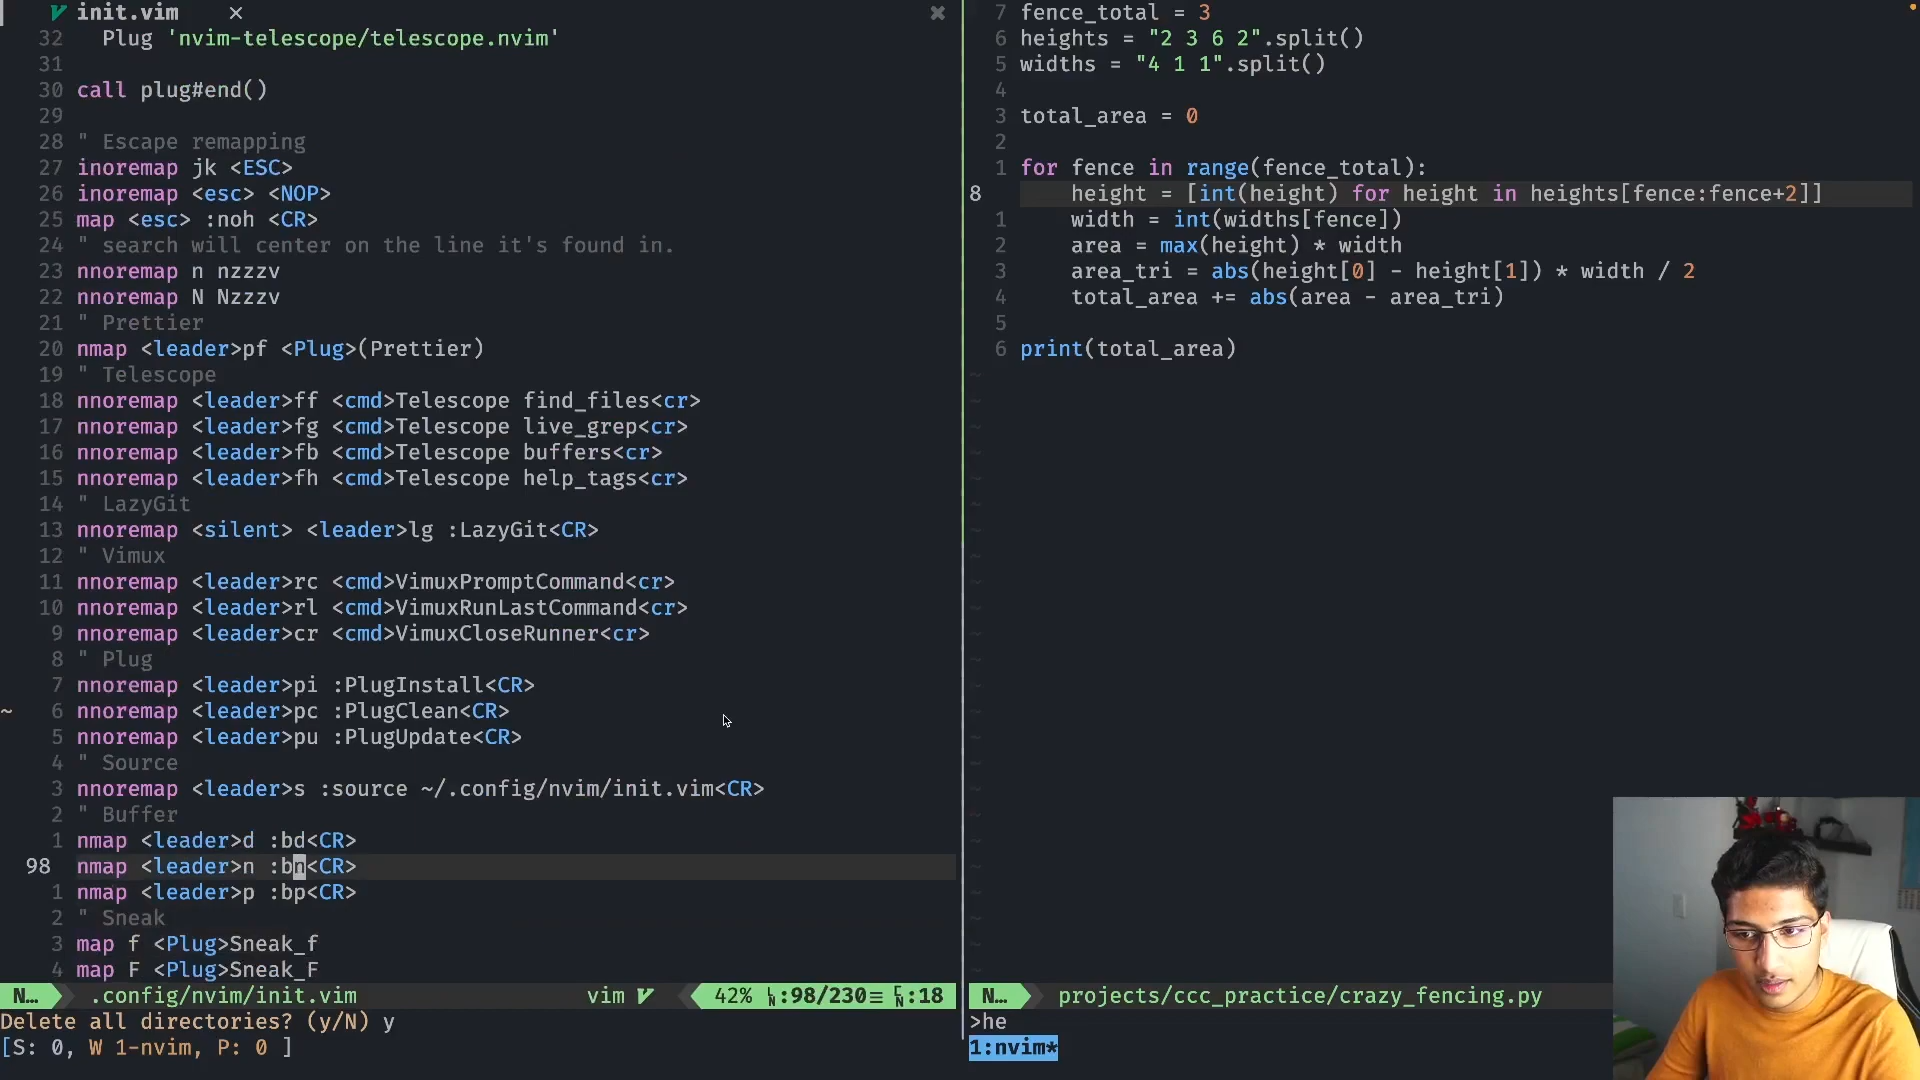 init.vim
32 Plug 'nvim-telescope/telescope.nvim'
31
30 call plug#end()
29
28 " Escape remapping
27 inoremap jk <ESC>
26 inoremap <esc> <NOP>
25 map <esc> :noh <CR>
24 " search will center on the line it's found in.
23 nnoremap n nzzzv
22 nnoremap N Nzzzv
21 " Prettier
20 nmap <leader>pf <Plug>(Prettier)
19 " Telescope
18 nnoremap <leader>ff <cmd>Telescope find_files<cr>
17 nnoremap <leader>fg <cmd>Telescope live_grep<cr>
16 nnoremap <leader>fb <cmd>Telescope buffers<cr>
15 nnoremap <leader>fh <cmd>Telescope help_tags<cr>
14 " LazyGit
13 nnoremap <silent> <leader>lg :LazyGit<CR>
12 " Vimux
11 nnoremap <leader>rc <cmd>VimuxPromptCommand<cr>
10 nnoremap <leader>rl <cmd>VimuxRunLastCommand<cr>
9 nnoremap <leader>cr <cmd>VimuxCloseRunner<cr>
8 " Plug
7 nnoremap <leader>pi :PlugInstall<CR>
~ 6 nnoremap <leader>pc :PlugClean<CR>
5 nnoremap <leader>pu :PlugUpdate<CR>
4 " Source
3 nnoremap <leader>s :source ~/.config/nvim/init.vim<CR>
2 " Buffer
1 nmap <leader>d :bd<CR>
98 nmap <leader>n :bn<CR>
1 nmap <leader>p :bp<CR>
2 " Sneak
3 map f <Plug>Sneak_f
4 map F <Plug>Sneak_F
N… .config/nvim/init.vim vim 42% LN:98/230≡ CN:18
Delete all directories? (y/N) y
[S: 0, W 1-nvim, P: 0 ]
7 fence_total = 3
6 heights = "2 3 6 2".split()
5 widths = "4 1 1".split()
4
3 total_area = 0
2
1 for fence in range(fence_total):
8 height = [int(height) for height in heights[fence:fence+2]]
1 width = int(widths[fence])
2 area = max(height) * width
3 area_tri = abs(height[0] - height[1]) * width / 2
4 total_area += abs(area - area_tri)
5
6 print(total_area)
N… projects/ccc_practice/crazy_fencing.py
>he
1:nvim*